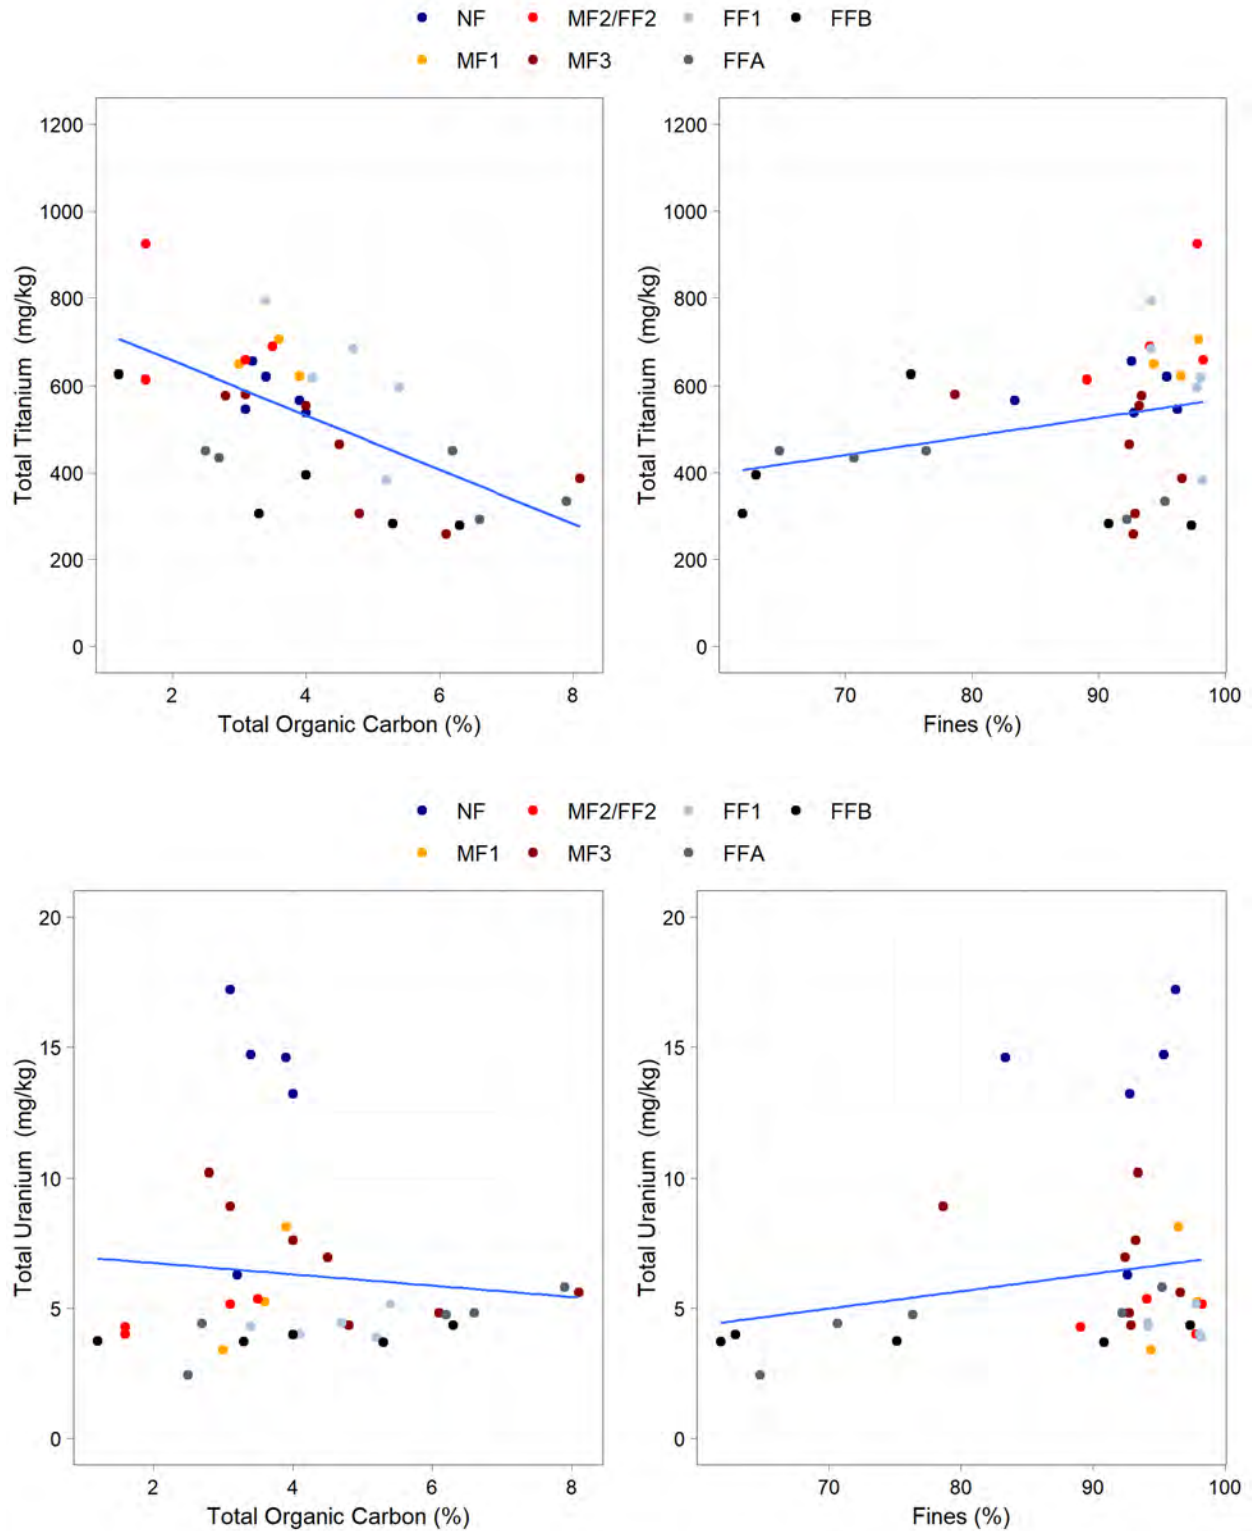 NF MF2/FF2 FF1 FFB
MF1 MF3 FFA
1200
1000
800
600
400
200
0
Total Titanium (mg/kg)
2 4 6 8
Total Organic Carbon (%)
1200
1000
800
600
400
200
0
Total Titanium (mg/kg)
70 80 90 100
Fines (%)
NF MF2/FF2 FF1 FFB
MF1 MF3 FFA
20
15
10
5
0
Total Uranium (mg/kg)
2 4 6 8
Total Organic Carbon (%)
20
15
10
5
0
Total Uranium (mg/kg)
70 80 90 100
Fines (%)